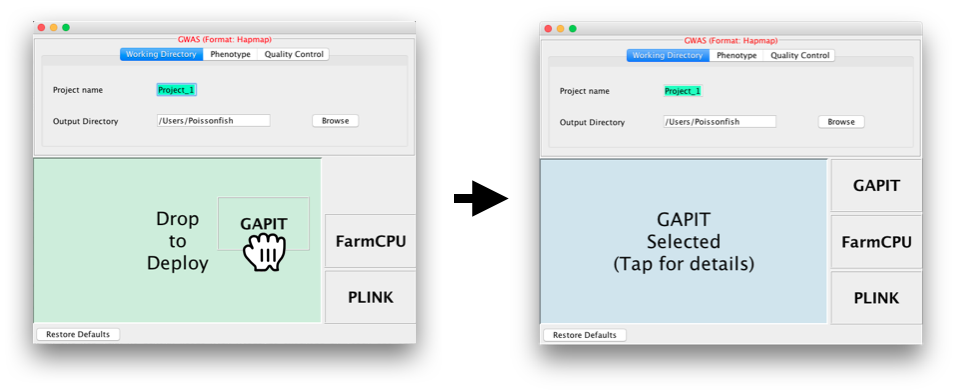 GWAS (Format: Hapmap)
Working Directory Phenotype Quality Control
Project name Project_1
Output Directory /Users/Poissonfish Browse
Drop
to
Deploy
GAPIT
FarmCPU
PLINK
Restore Defaults
GWAS (Format: Hapmap)
Working Directory Phenotype Quality Control
Project name Project_1
Output Directory /Users/Poissonfish Browse
GAPIT
Selected
(Tap for details)
GAPIT
FarmCPU
PLINK
Restore Defaults